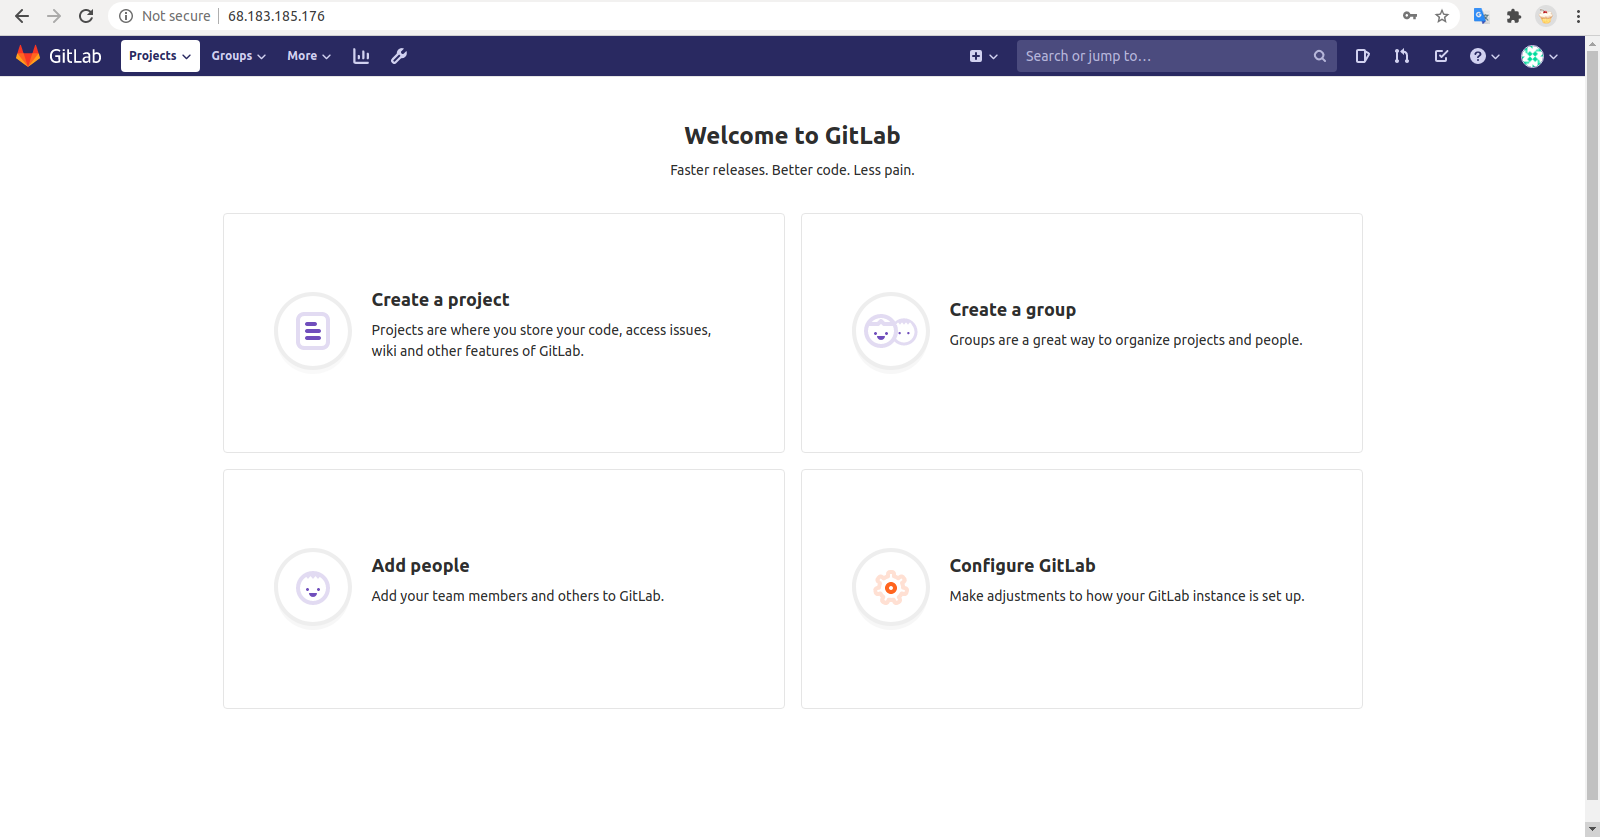 Not secure 68.183.185.176
GitLab Projects Groups More Search or jump to...
Welcome to GitLab
Faster releases. Better code. Less pain.
Create a project
Projects are where you store your code, access issues,
wiki and other features of GitLab.
Create a group
Groups are a great way to organize projects and people.
Add people
Add your team members and others to GitLab.
Configure GitLab
Make adjustments to how your GitLab instance is set up.